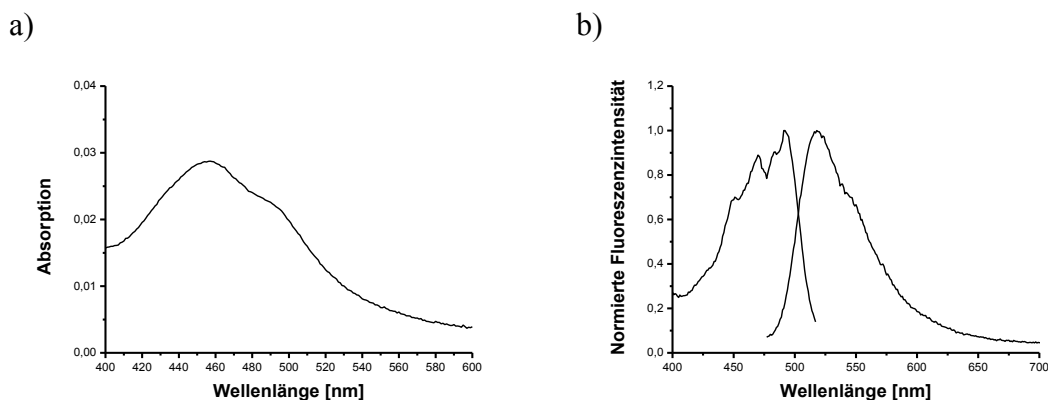 a)
b)
0,04
0,03
0,02
0,01
0,00
Absorption
400 420 440 460 480 500 520 540 560 580 600
Wellenlänge [nm]
1,2
1,0
0,8
0,6
0,4
0,2
0,0
Normierte Fluoreszenzintensität
400 450 500 550 600 650 700
Wellenlänge [nm]